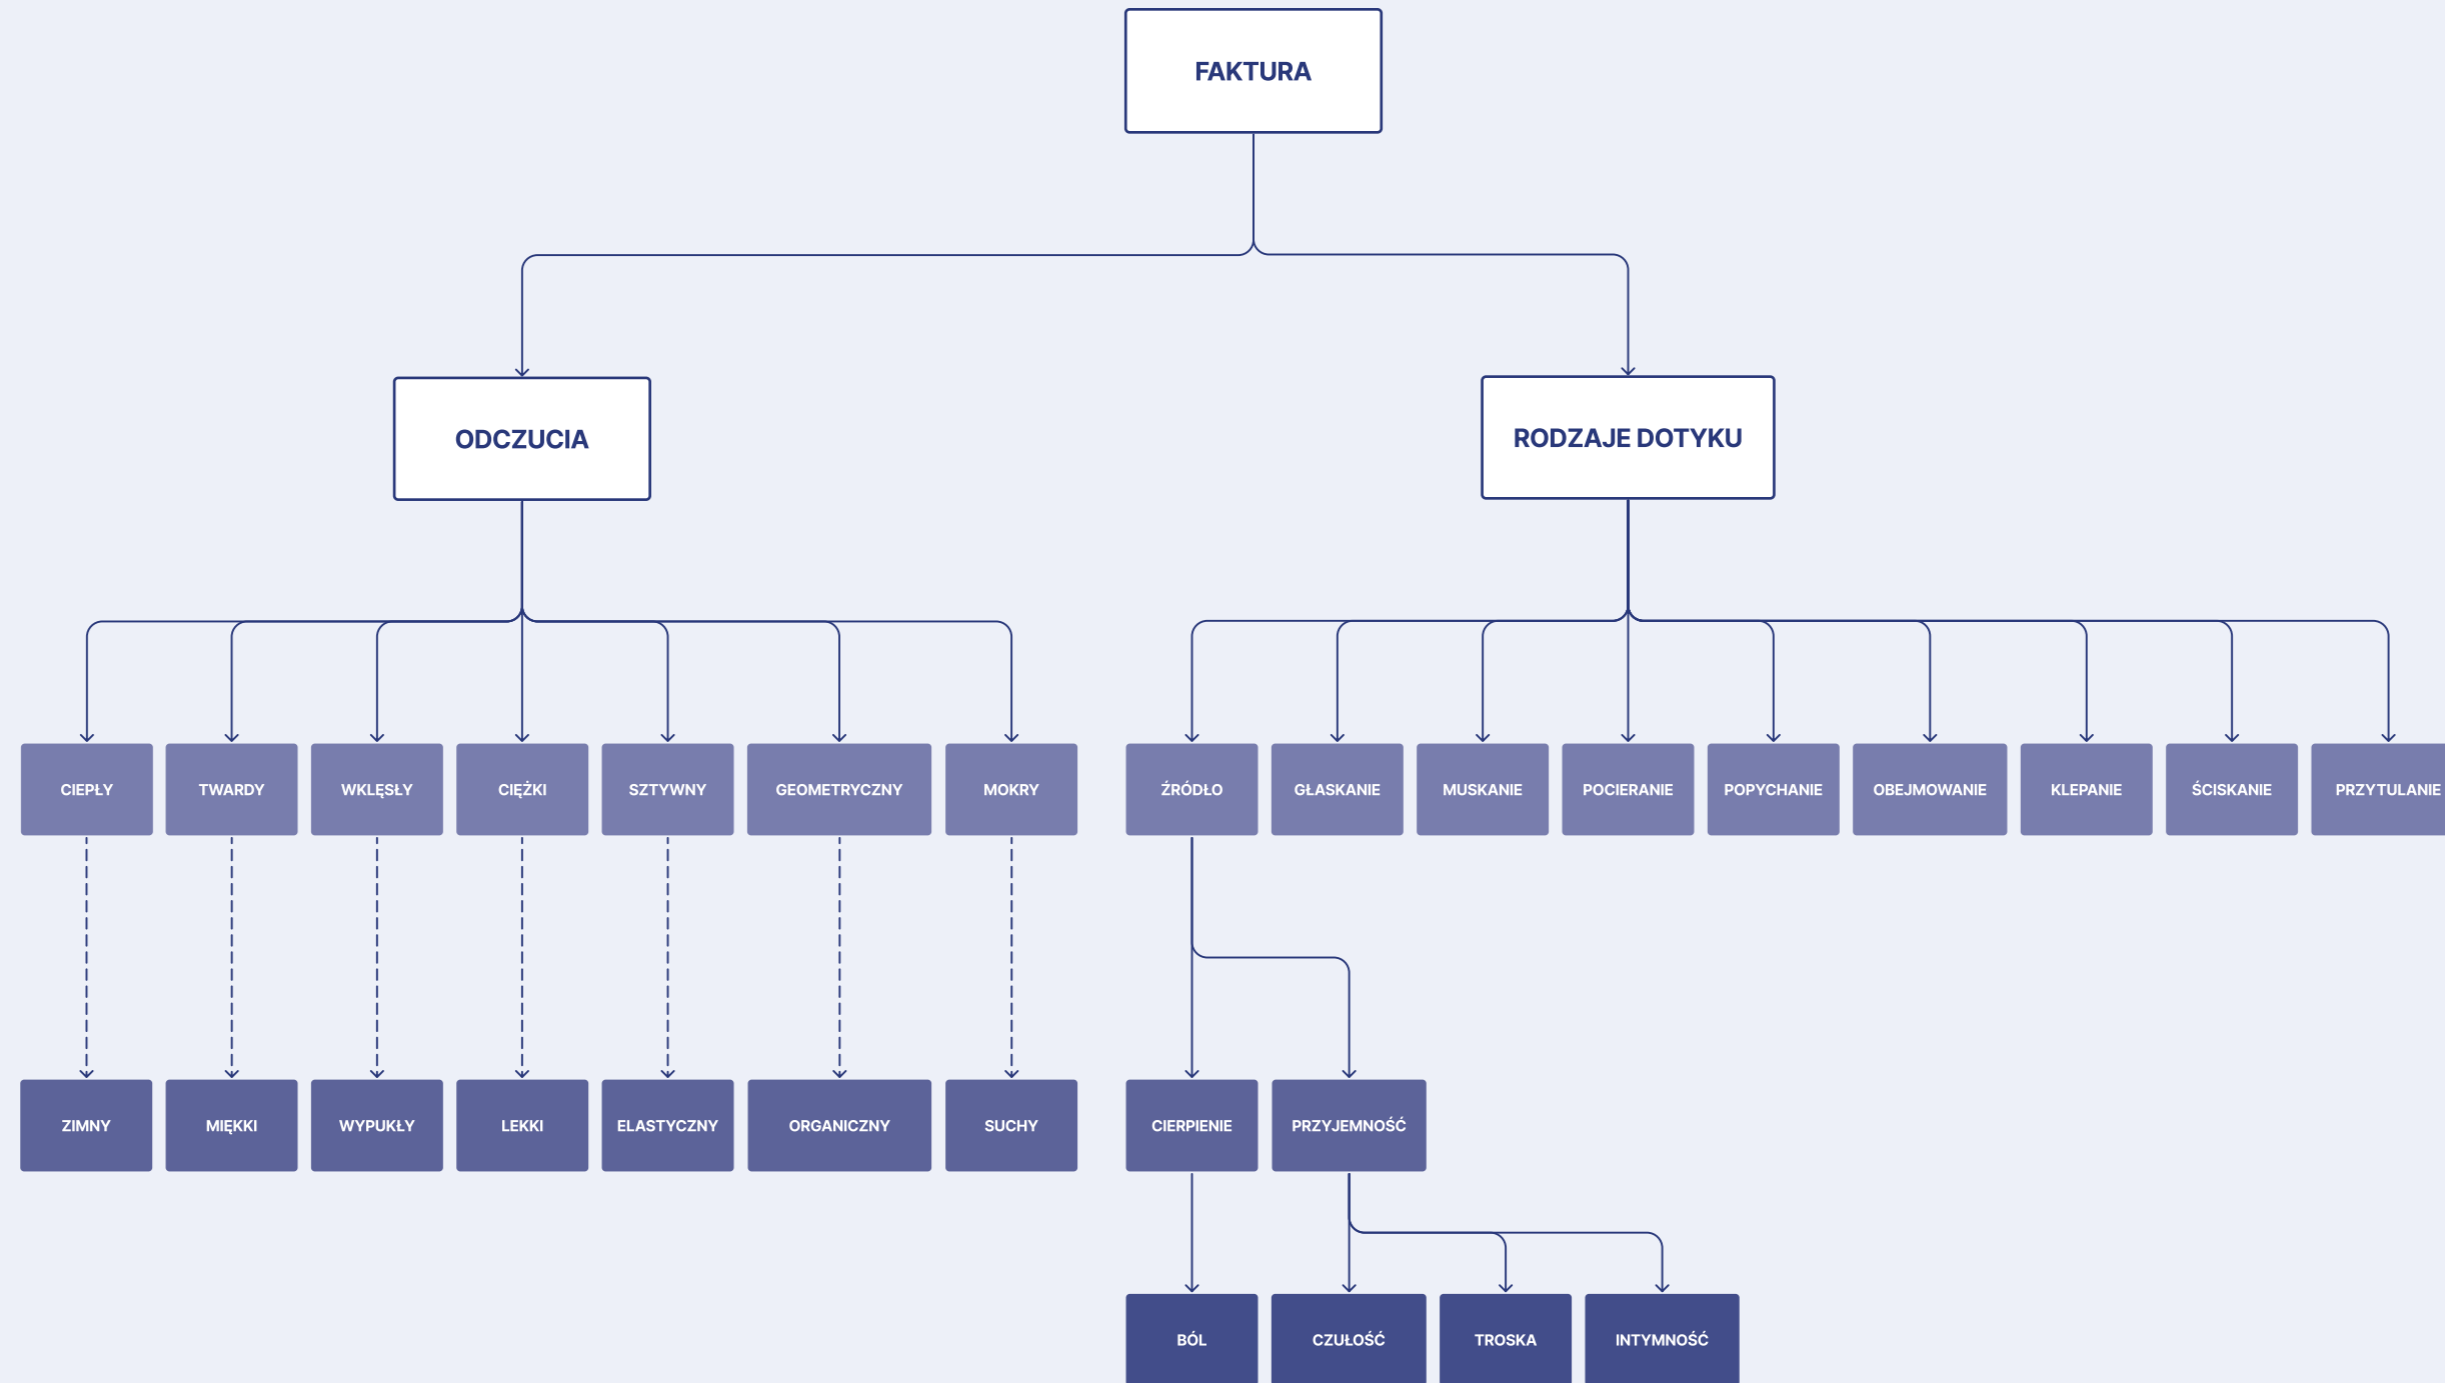 FAKTURA
ODCZUCIA
RODZAJE DOTYKU
CIEPŁY
TWARDY
WKLĘSŁY
CIĘŻKI
SZTYWNY
GEOMETRYCZNY
MOKRY
ŹRÓDŁO
GŁASKANIE
MUSKANIE
POCIERANIE
POPYCHANIE
OBEJMOWANIE
KLEPANIE
ŚCISKANIE
PRZYTULANIE
ZIMNY
MIĘKKI
WYPUKŁY
LEKKI
ELASTYCZNY
ORGANICZNY
SUCHY
CIERPIENIE
PRZYJEMNOŚĆ
BÓL
CZUŁOŚĆ
TROSKA
INTYMNOŚĆ